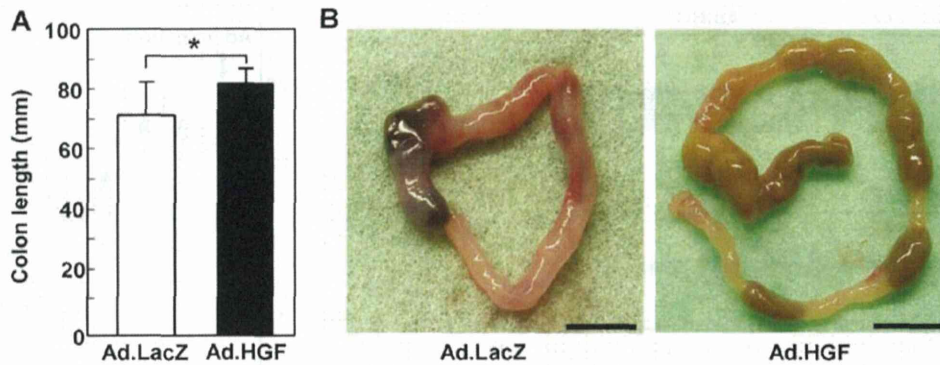 A
B
100
80
60
40
20
0
Colon length (mm)
*
Ad.LacZ Ad.HGF
Ad.LacZ
Ad.HGF